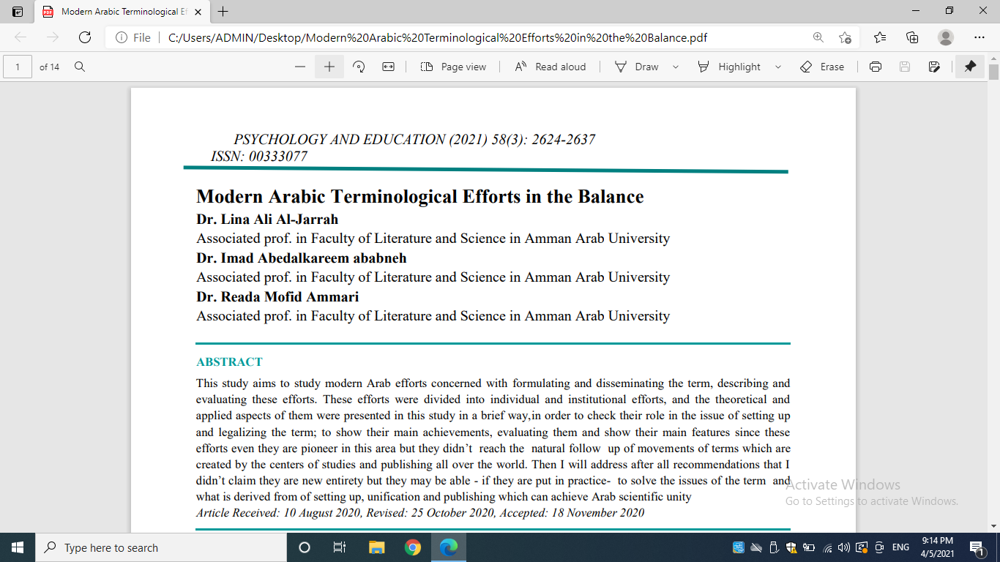 Modern Arabic Terminological Ef
File
C:/Users/ADMIN/Desktop/Modern%20Arabic%20Terminological%20Efforts%20in%20the%20Balance.pdf
1 of 14
Page view
Read aloud
Draw
Highlight
Erase
PSYCHOLOGY AND EDUCATION (2021) 58(3): 2624-2637
ISSN: 00333077
Modern Arabic Terminological Efforts in the Balance
Dr. Lina Ali Al-Jarrah
Associated prof. in Faculty of Literature and Science in Amman Arab University
Dr. Imad Abedalkareem ababneh
Associated prof. in Faculty of Literature and Science in Amman Arab University
Dr. Reada Mofid Ammari
Associated prof. in Faculty of Literature and Science in Amman Arab University
ABSTRACT
This study aims to study modern Arab efforts concerned with formulating and disseminating the term, describing and
evaluating these efforts. These efforts were divided into individual and institutional efforts, and the theoretical and
applied aspects of them were presented in this study in a brief way,in order to check their role in the issue of setting up
and legalizing the term; to show their main achievements, evaluating them and show their main features since these
efforts even they are pioneer in this area but they didn’t reach the natural follow up of movements of terms which are
created by the centers of studies and publishing all over the world. Then I will address after all recommendations that I
didn’t claim they are new entirety but they may be able - if they are put in practice- to solve the issues of the term and
what is derived from of setting up, unification and publishing which can achieve Arab scientific unity
Article Received: 10 August 2020, Revised: 25 October 2020, Accepted: 18 November 2020
Activate Windows
Go to Settings to activate Windows.
Type here to search
ENG
9:14 PM
4/5/2021
1